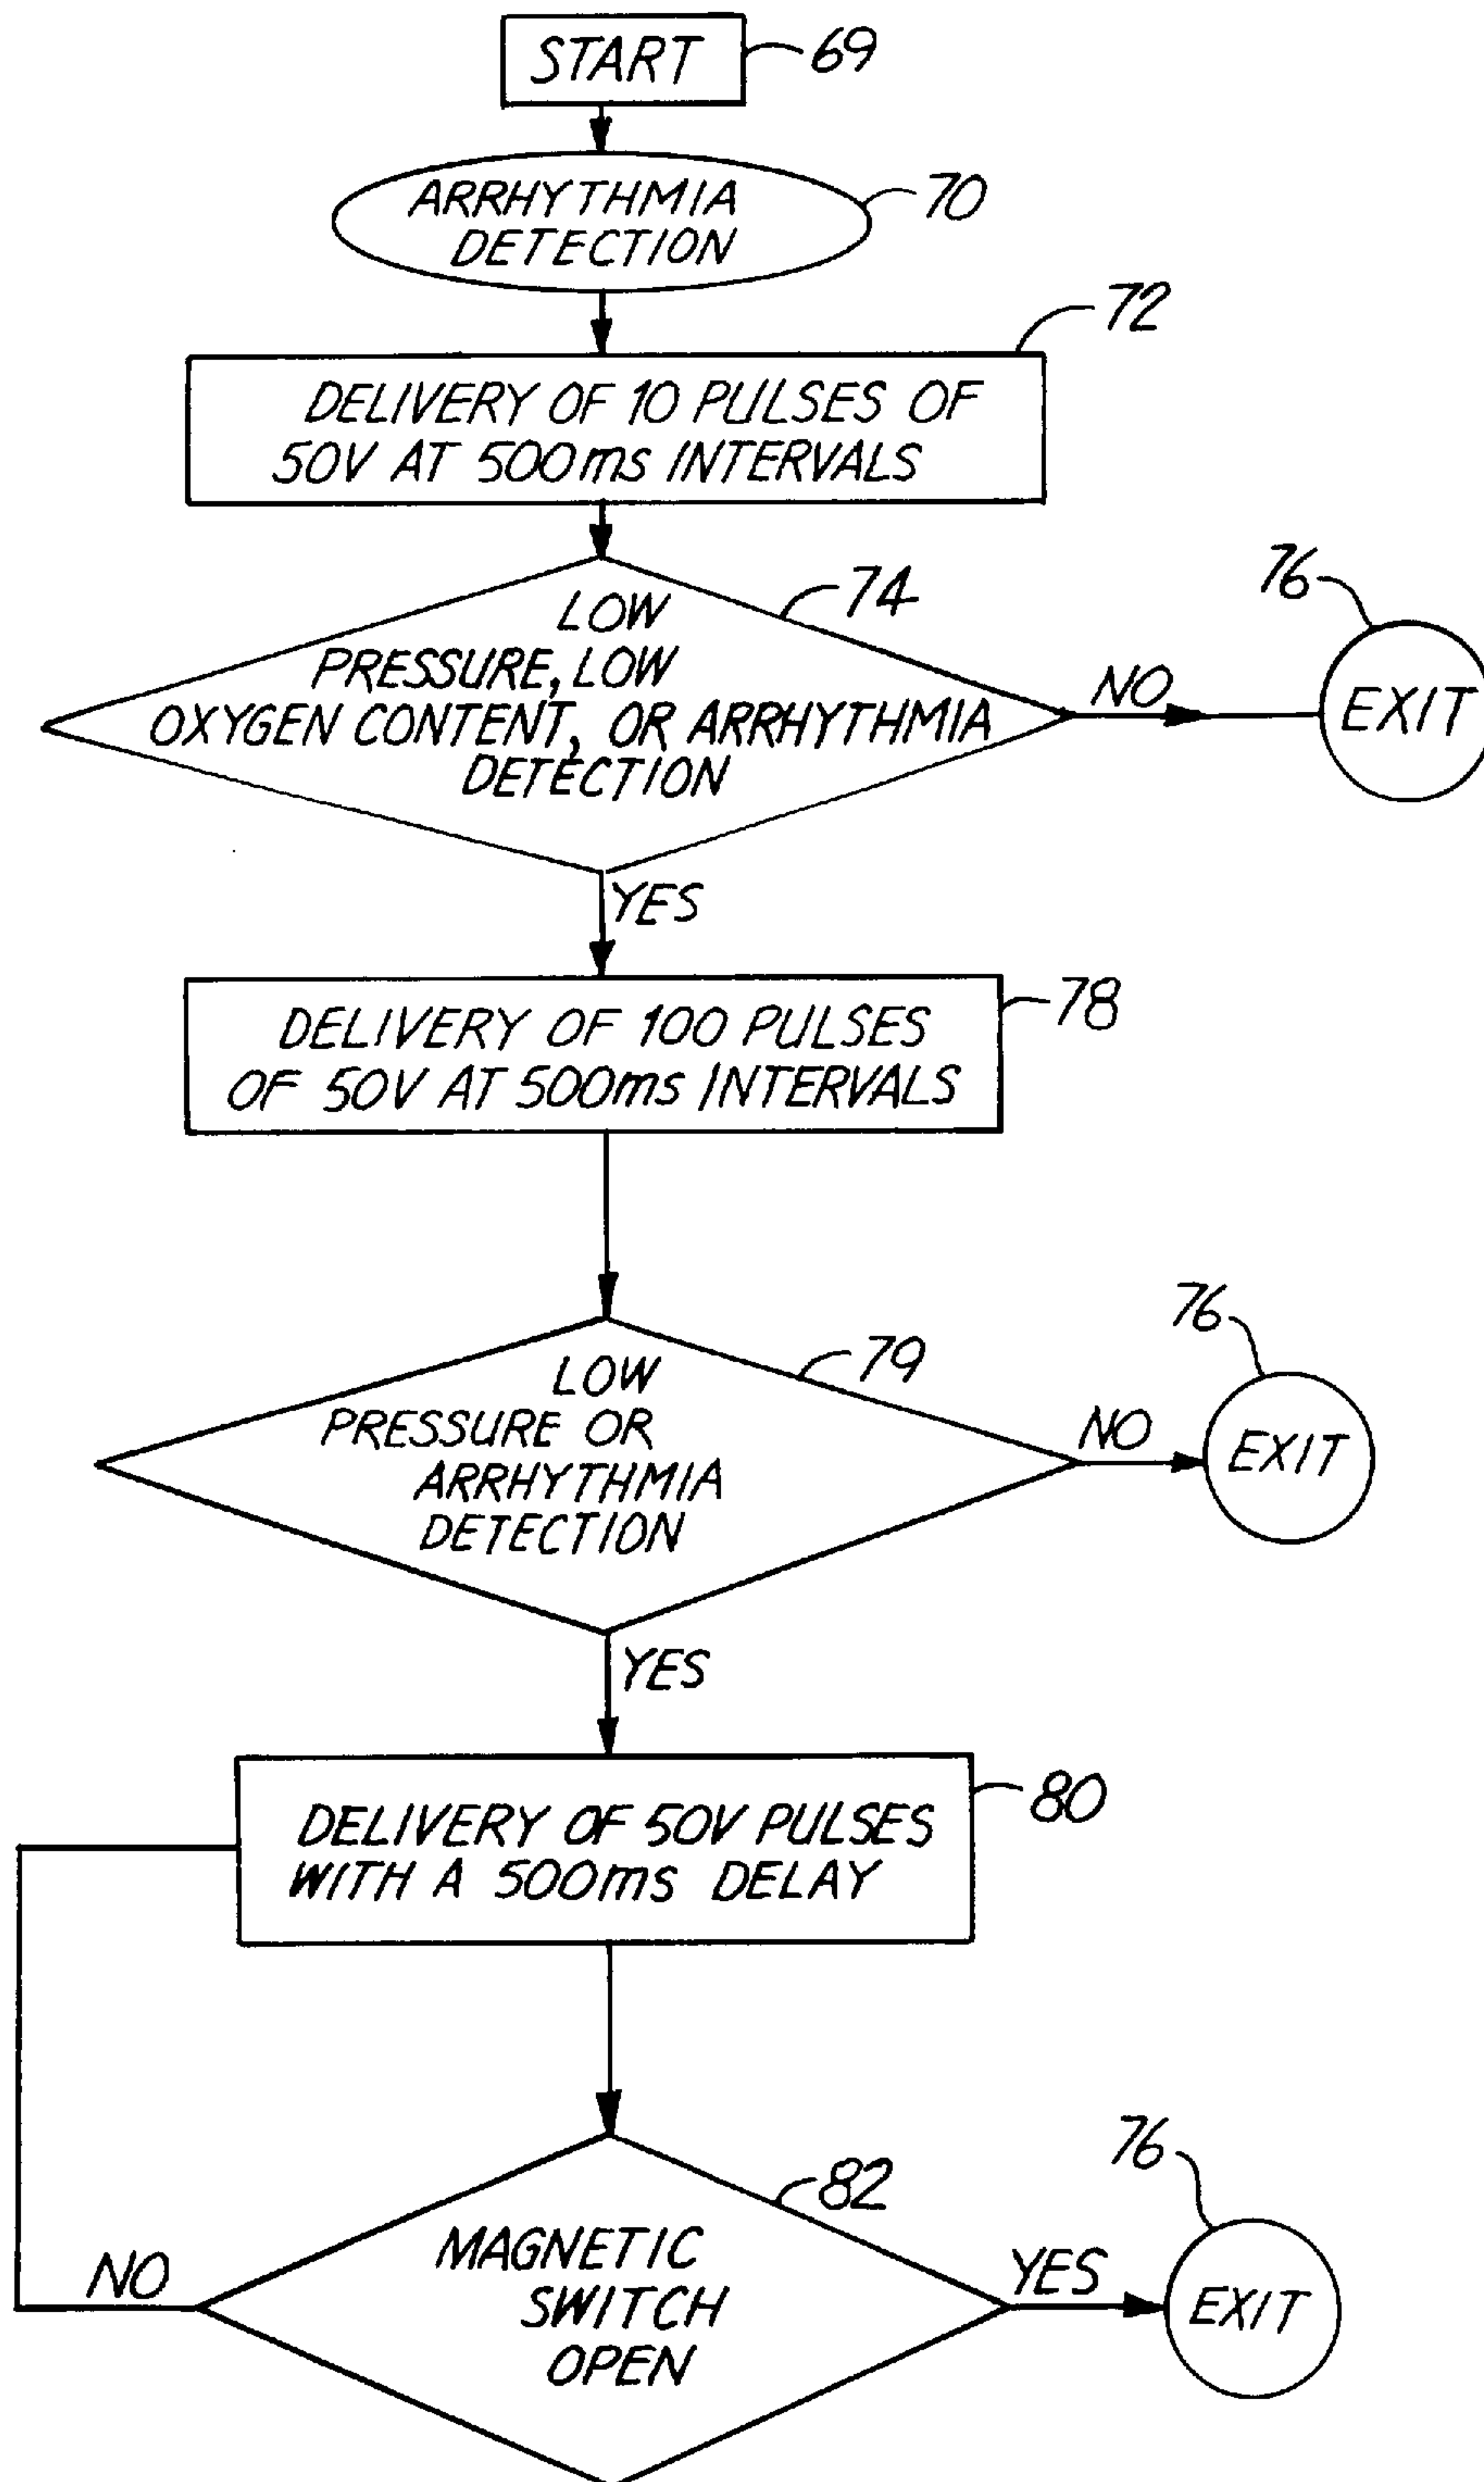 START
69
ARRHYTHMIA
DETECTION
70
72
DELIVERY OF 10 PULSES OF
50V AT 500ms INTERVALS
74
LOW
PRESSURE, LOW
OXYGEN CONTENT, OR ARRHYTHMIA
DETECTION
NO
76
EXIT
YES
78
DELIVERY OF 100 PULSES
OF 50V AT 500ms INTERVALS
79
LOW
PRESSURE OR
ARRHYTHMIA
DETECTION
NO
76
EXIT
YES
80
DELIVERY OF 50V PULSES
WITH A 500ms DELAY
82
MAGNETIC
SWITCH
OPEN
NO
YES
76
EXIT